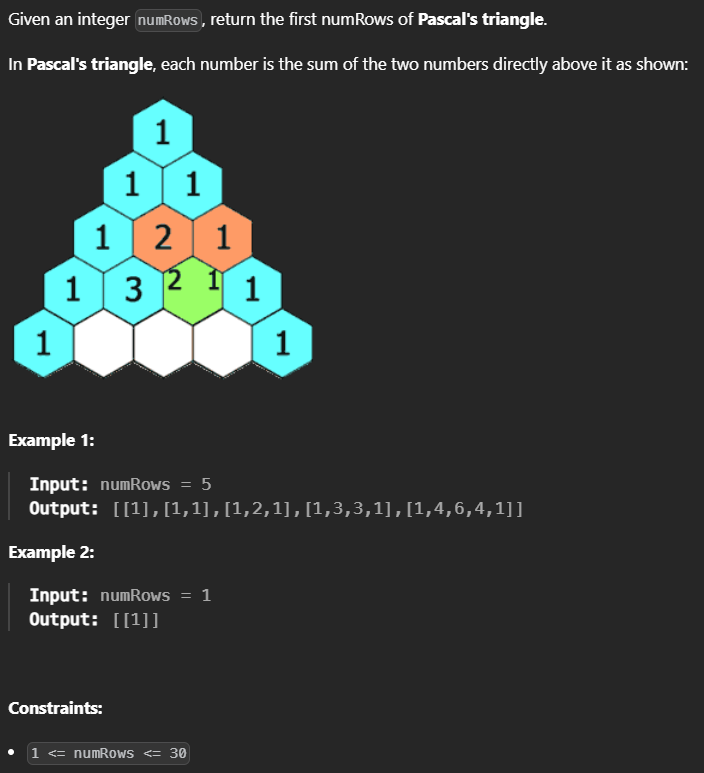 Given an integer numRows, return the first numRows of Pascal's triangle.
In Pascal's triangle, each number is the sum of the two numbers directly above it as shown:
1
1 1
1 2 1
1 3 2 1 1
1 1
Example 1:
Input: numRows = 5
Output: [[1],[1,1],[1,2,1],[1,3,3,1],[1,4,6,4,1]]
Example 2:
Input: numRows = 1
Output: [[1]]
Constraints:
• 1 <= numRows <= 30